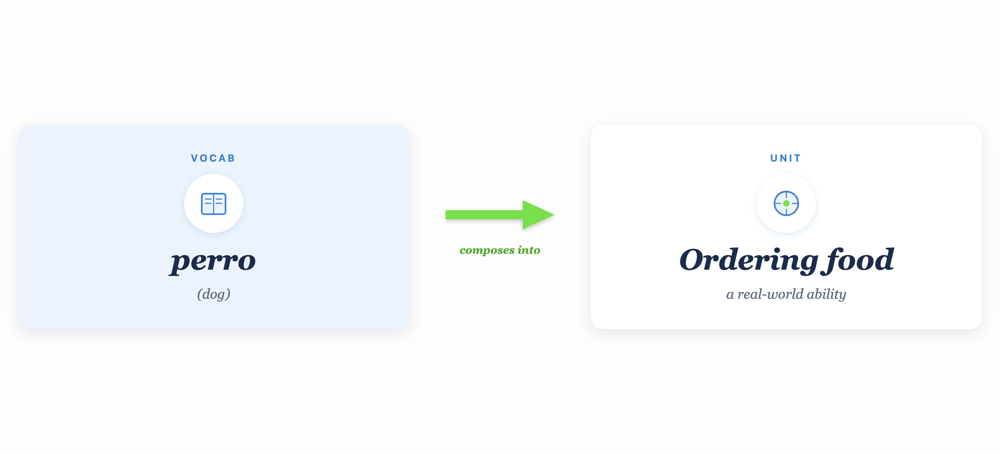 VOCAB
perro
(dog)
composes into
UNIT
Ordering food
a real-world ability